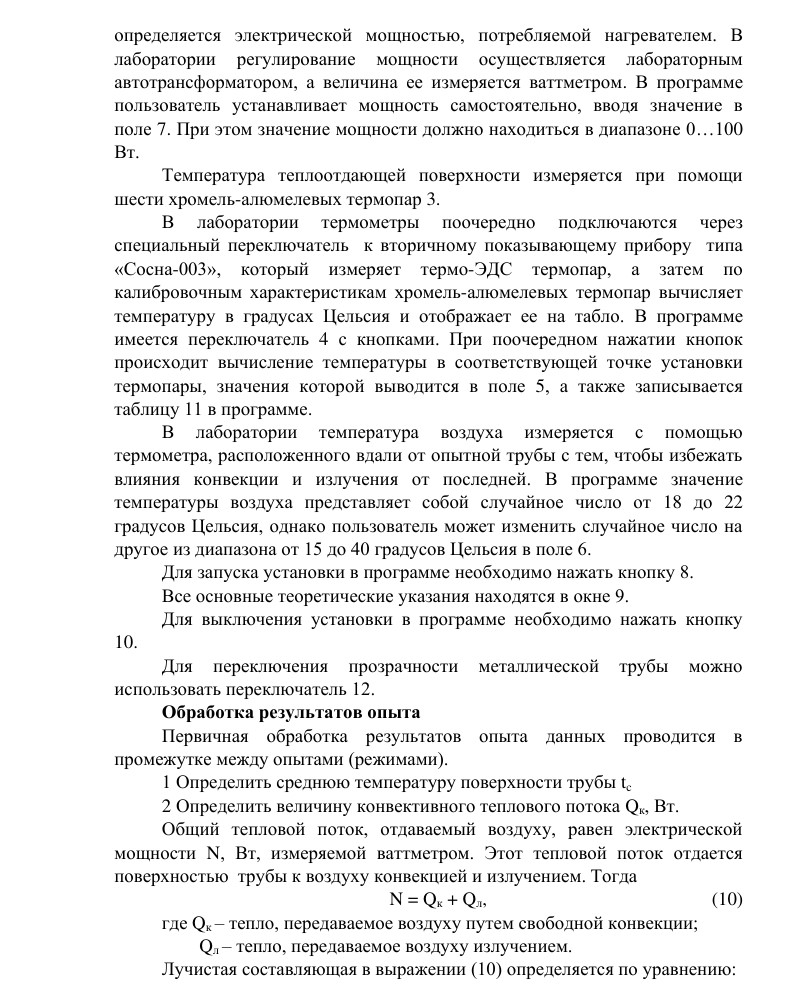 определяется электрической мощностью, потребляемой нагревателем. В
лаборатории регулирование мощности осуществляется лабораторным
автотрансформатором, а величина ее измеряется ваттметром. В программе
пользователь устанавливает мощность самостоятельно, вводя значение в
поле 7. При этом значение мощности должно находиться в диапазоне 0…100
Вт.
Температура теплоотдающей поверхности измеряется при помощи
шести хромель-алюмелевых термопар 3.
В лаборатории термометры поочередно подключаются через
специальный переключатель к вторичному показывающему прибору типа
«Сосна-003», который измеряет термо-ЭДС термопар, а затем по
калибровочным характеристикам хромель-алюмелевых термопар вычисляет
температуру в градусах Цельсия и отображает ее на табло. В программе
имеется переключатель 4 с кнопками. При поочередном нажатии кнопок
происходит вычисление температуры в соответствующей точке установки
термопары, значения которой выводится в поле 5, а также записывается
таблицу 11 в программе.
В лаборатории температура воздуха измеряется с помощью
термометра, расположенного вдали от опытной трубы с тем, чтобы избежать
влияния конвекции и излучения от последней. В программе значение
температуры воздуха представляет собой случайное число от 18 до 22
градусов Цельсия, однако пользователь может изменить случайное число на
другое из диапазона от 15 до 40 градусов Цельсия в поле 6.
Для запуска установки в программе необходимо нажать кнопку 8.
Все основные теоретические указания находятся в окне 9.
Для выключения установки в программе необходимо нажать кнопку
10.
Для переключения прозрачности металлической трубы можно
использовать переключатель 12.
Обработка результатов опыта
Первичная обработка результатов опыта данных проводится в
промежутке между опытами (режимами).
1 Определить среднюю температуру поверхности трубы tс
2 Определить величину конвективного теплового потока Qк, Вт.
Общий тепловой поток, отдаваемый воздуху, равен электрической
мощности N, Вт, измеряемой ваттметром. Этот тепловой поток отдается
поверхностью трубы к воздуху конвекцией и излучением. Тогда
N = Qк + Qл, (10)
где Qк – тепло, передаваемое воздуху путем свободной конвекции;
Qл – тепло, передаваемое воздуху излучением.
Лучистая составляющая в выражении (10) определяется по уравнению: